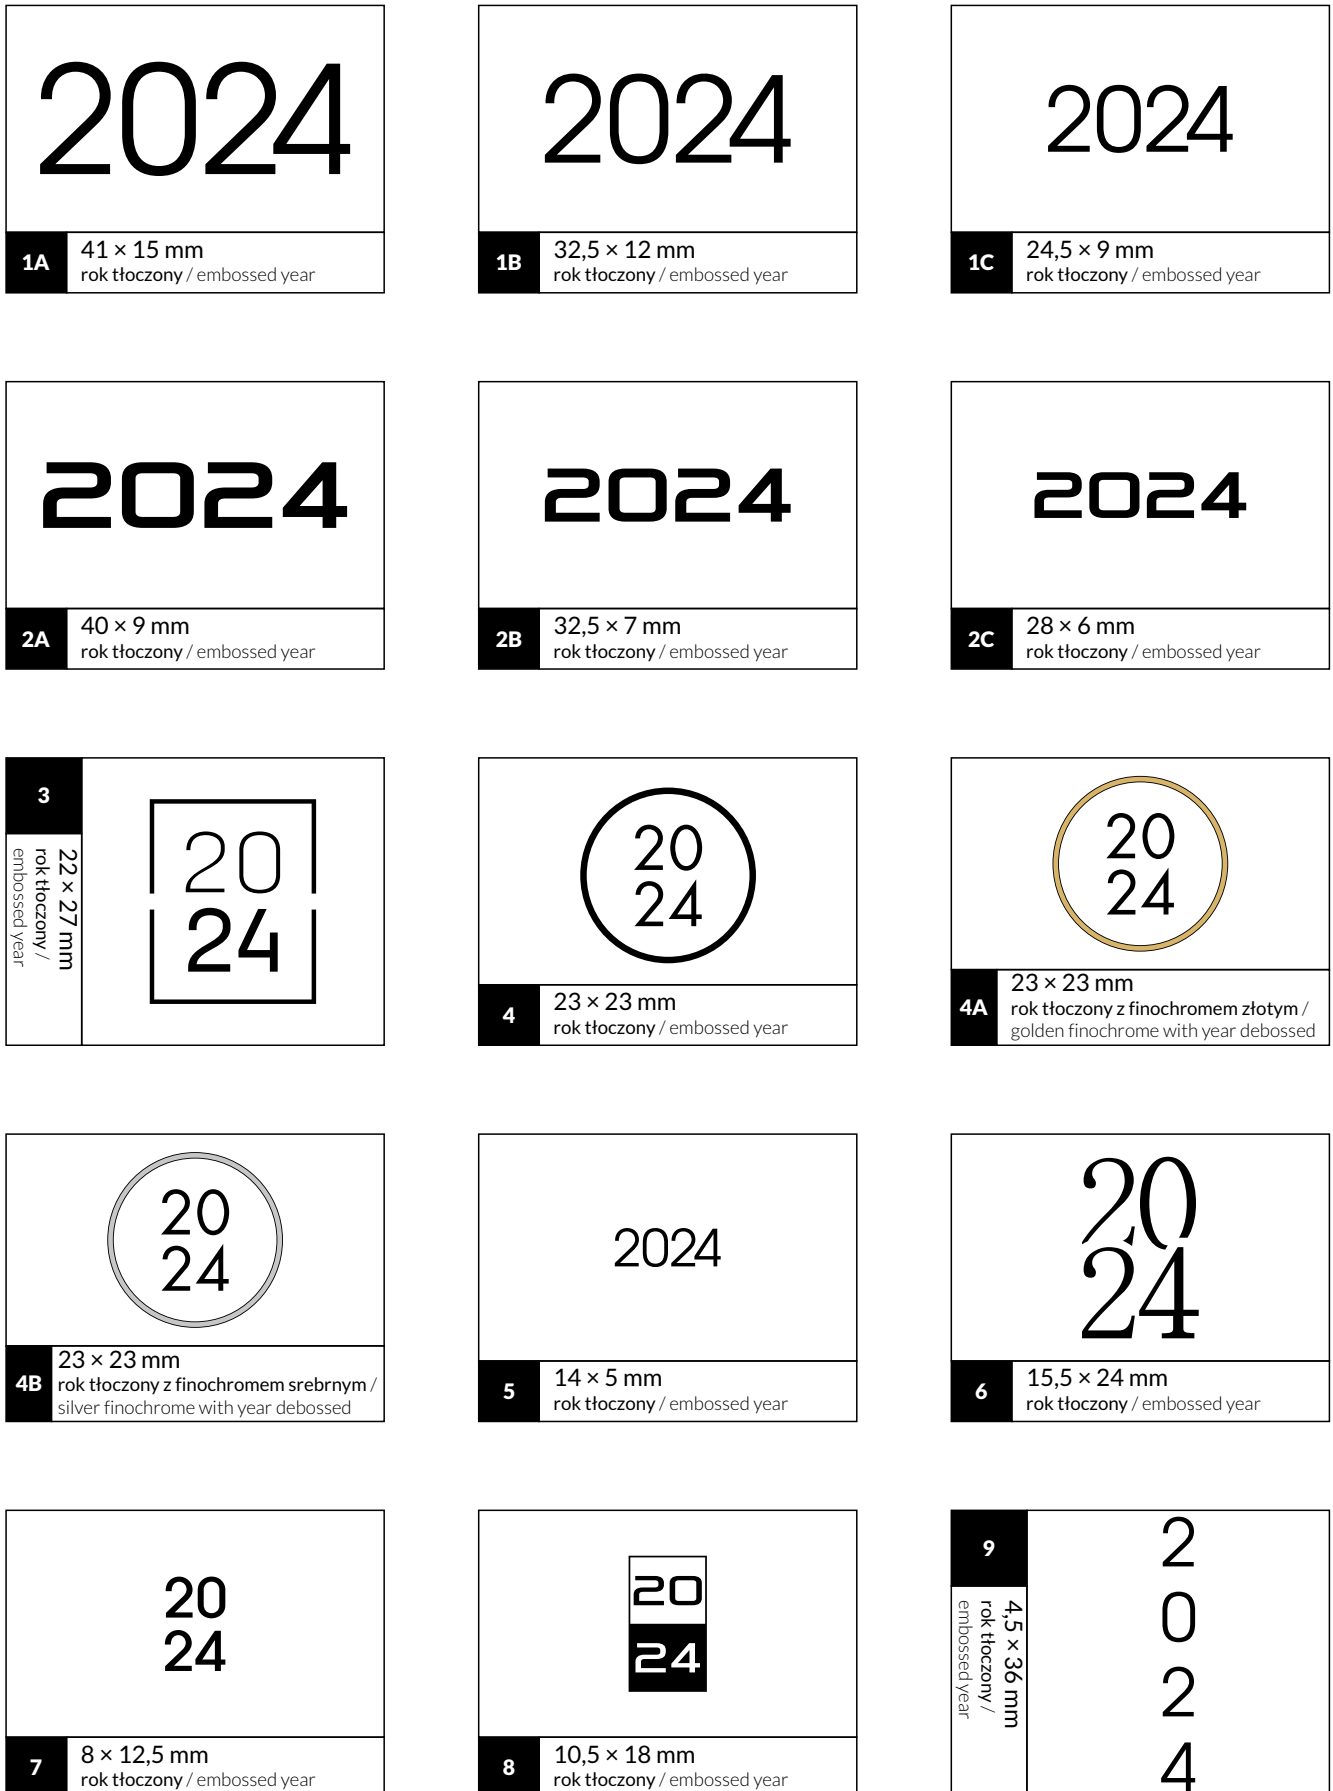 2024
1A
41 × 15 mm
rok tłoczony / embossed year
2024
1B
32,5 × 12 mm
rok tłoczony / embossed year
2024
1C
24,5 × 9 mm
rok tłoczony / embossed year
2024
2A
40 × 9 mm
rok tłoczony / embossed year
2024
2B
32,5 × 7 mm
rok tłoczony / embossed year
2024
2C
28 × 6 mm
rok tłoczony / embossed year
3
22 × 27 mm
rok tłoczony /
embossed year
20
24
20
24
4
23 × 23 mm
rok tłoczony / embossed year
20
24
4A
23 × 23 mm
rok tłoczony z finochromem złotym /
golden finochrome with year debossed
20
24
4B
23 × 23 mm
rok tłoczony z finochromem srebrnym /
silver finochrome with year debossed
2024
5
14 × 5 mm
rok tłoczony / embossed year
20
24
6
15,5 × 24 mm
rok tłoczony / embossed year
20
24
7
8 × 12,5 mm
rok tłoczony / embossed year
20
24
8
10,5 × 18 mm
rok tłoczony / embossed year
9
4,5 × 36 mm
rok tłoczony /
embossed year
2
0
2
4